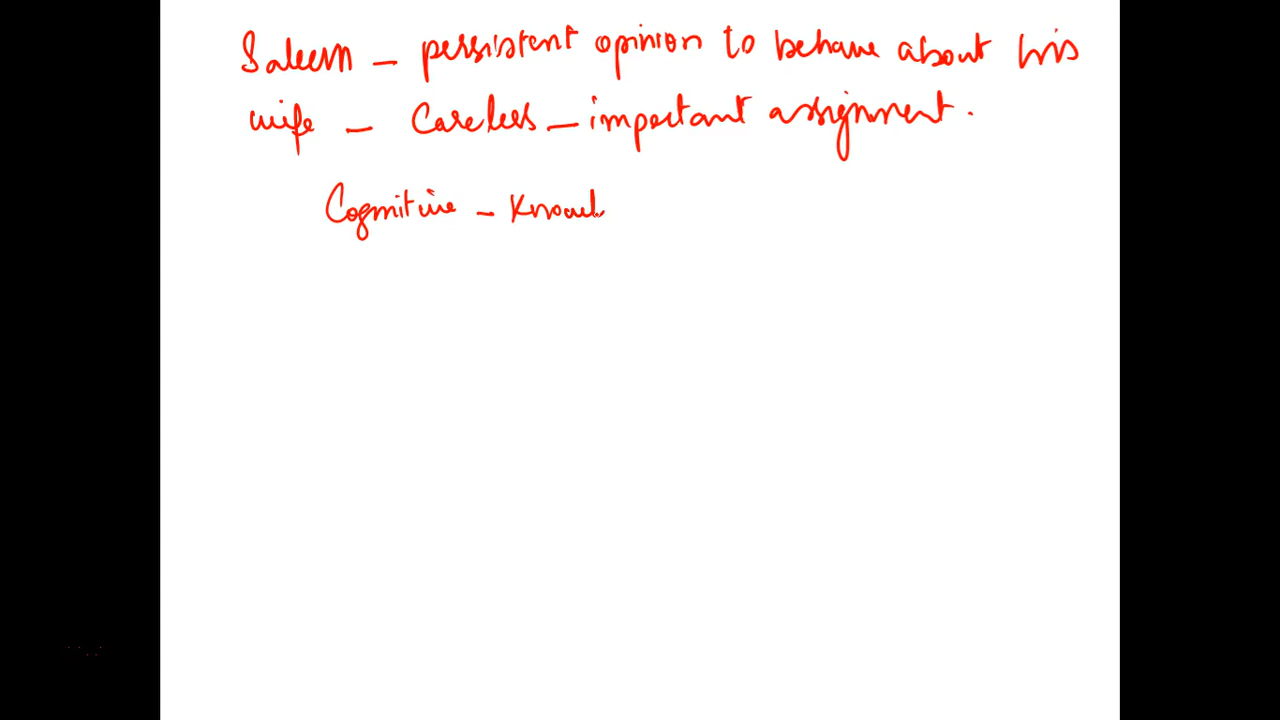 Saleem - persistent opinion to behave about his
wife - Careless - important assignment.
Cognitive - Knowl